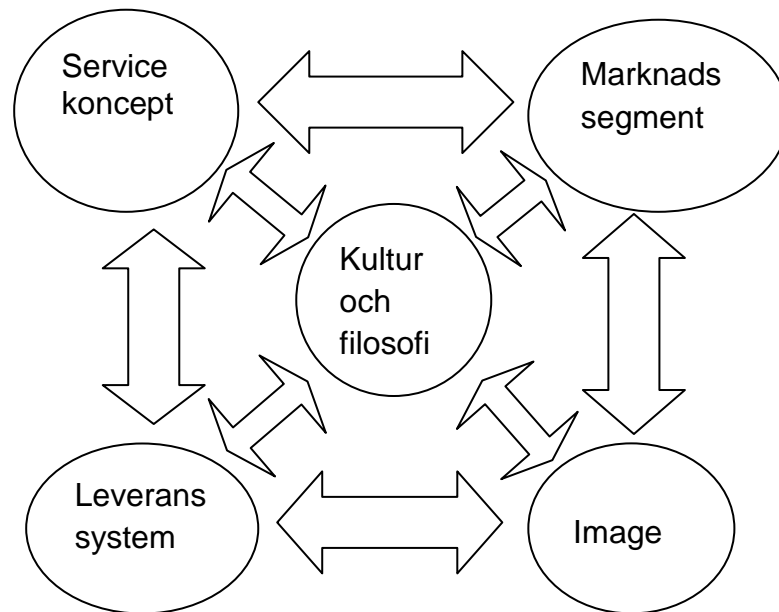 Service
koncept
Marknads
segment
Kultur
och
filosofi
Leverans
system
Image